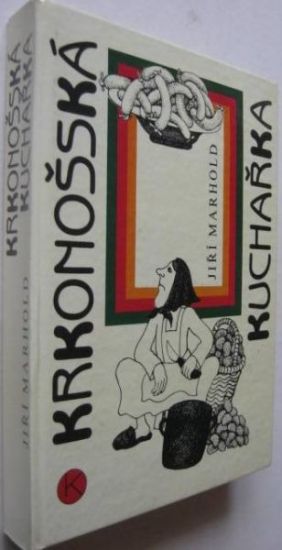 KRKONOŠSKÁ
KUCHAŘKA
JIŘÍ MARHOLD
KRKONOŠSKÁ
KUCHAŘKA
JIŘÍ MARHOLD
K